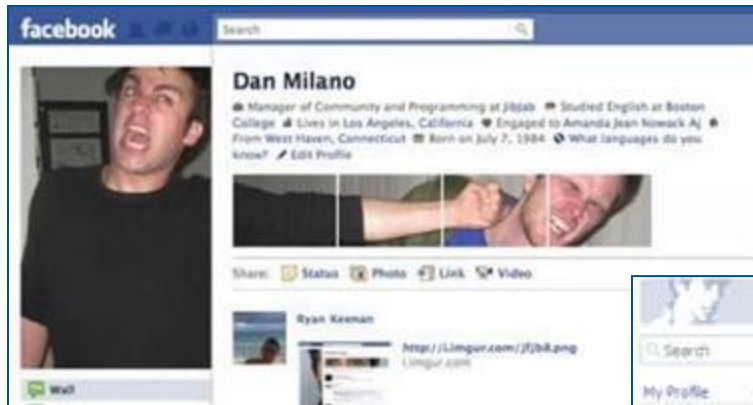 facebook
Search
Dan Milano
Manager of Community and Programming at JibJab Studied English at Boston
College Lives in Los Angeles, California Engaged to Amanda Jean Nowack AJ
From West Haven, Connecticut Born on July 7, 1984 What languages do you
know? Edit Profile
Share: Status Photo Link Video
Ryan Keenan
Imgur.com
Wall
Search
My Profile